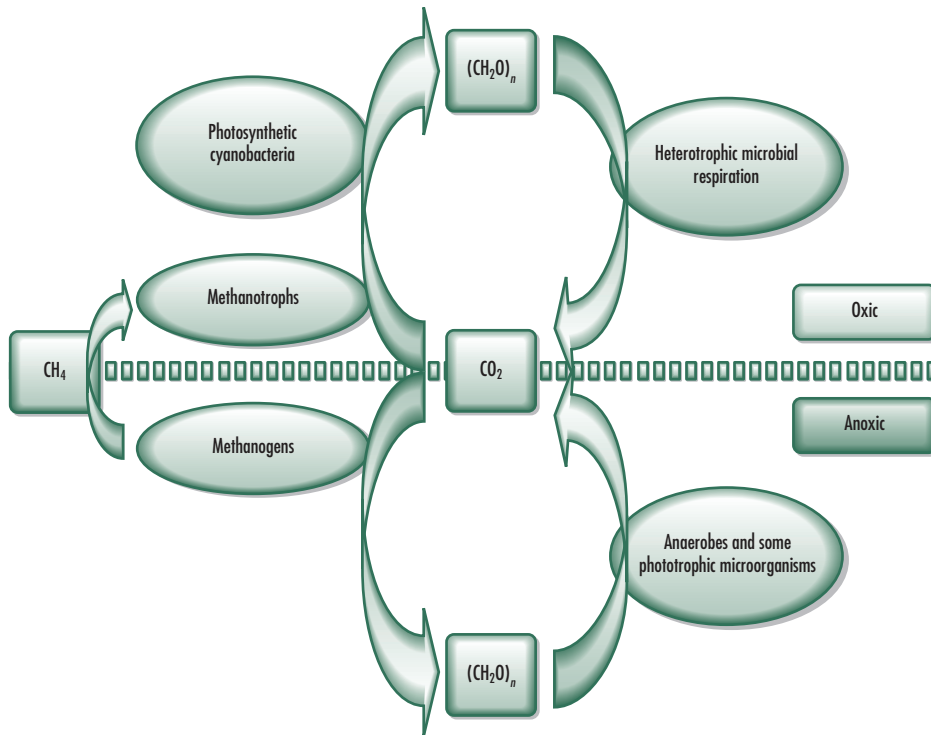 (CH₂O)ₙ
Photosynthetic
cyanobacteria
Heterotrophic microbial
respiration
Methanotrophs
Oxic
CH₄
CO₂
Anoxic
Methanogens
Anaerobes and some
phototrophic microorganisms
(CH₂O)ₙ